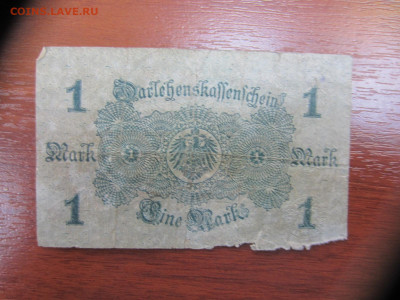 COINS.LAVE.RU
1 Darlehenskassenschein 1
Mark Mark
1 Eine Mark 1